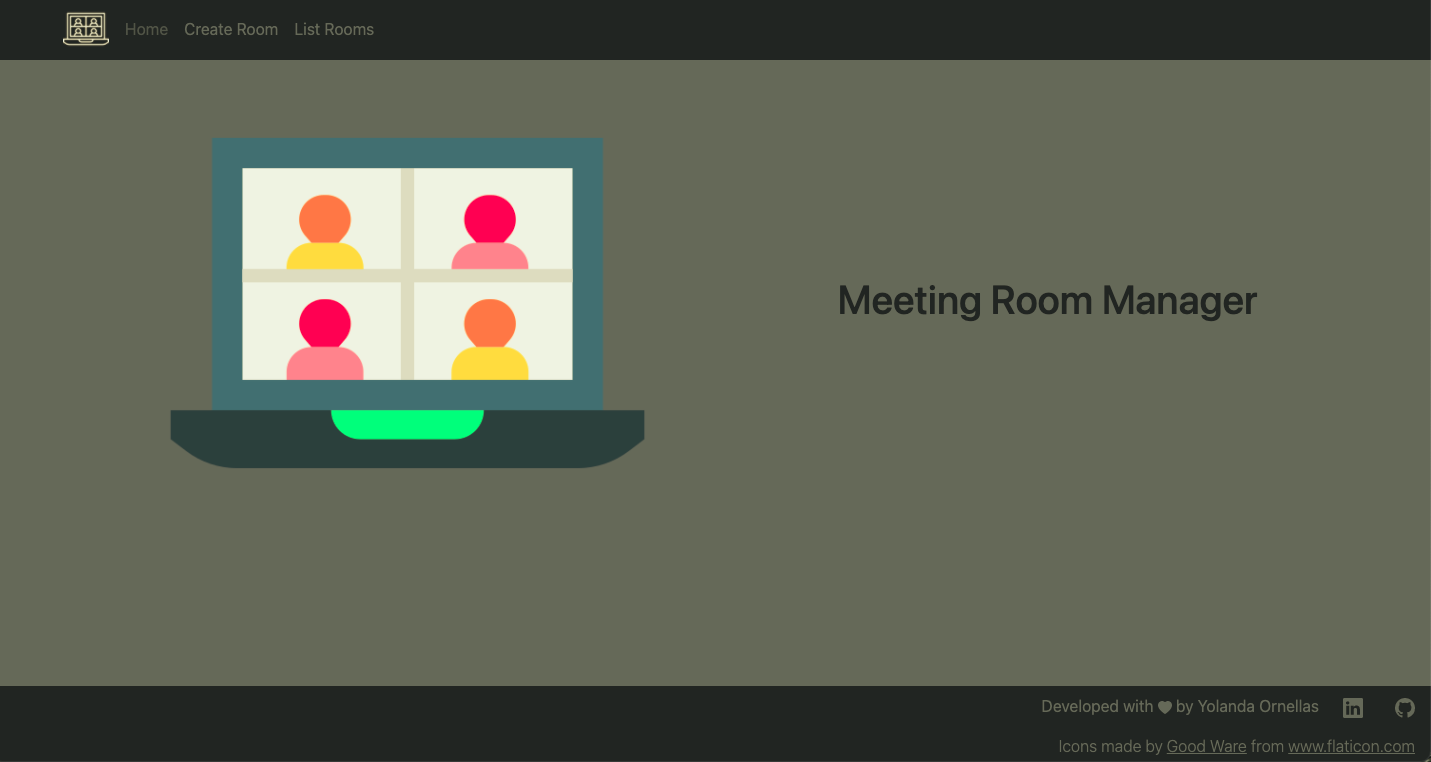 Home Create Room List Rooms
Meeting Room Manager
Developed with by Yolanda Ornellas
Icons made by Good Ware from www.flaticon.com